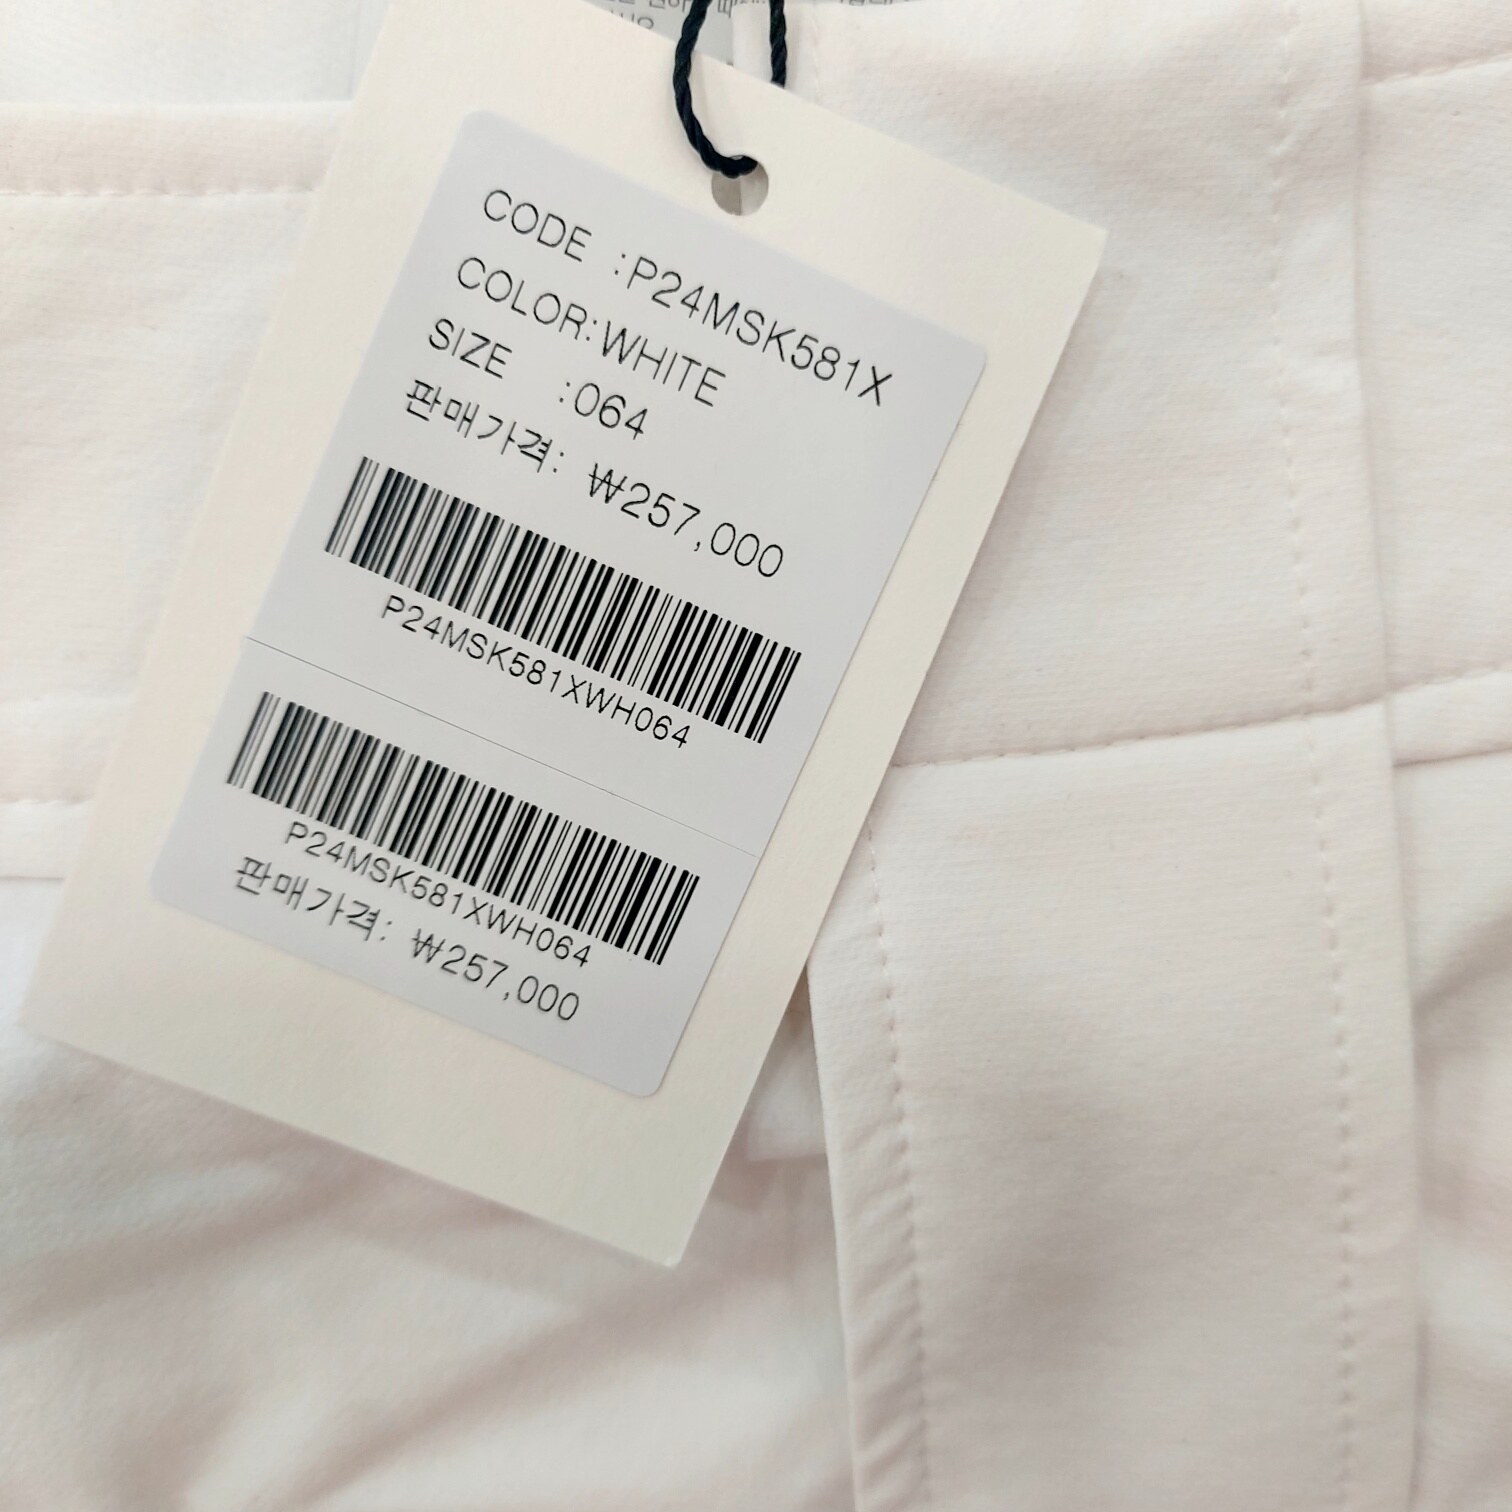 CODE :P24MSK581X
COLOR:WHITE
SIZE :064
판매가격: ₩257,000
P24MSK581XWH064
P24MSK581XWH064
판매가격: ₩257,000